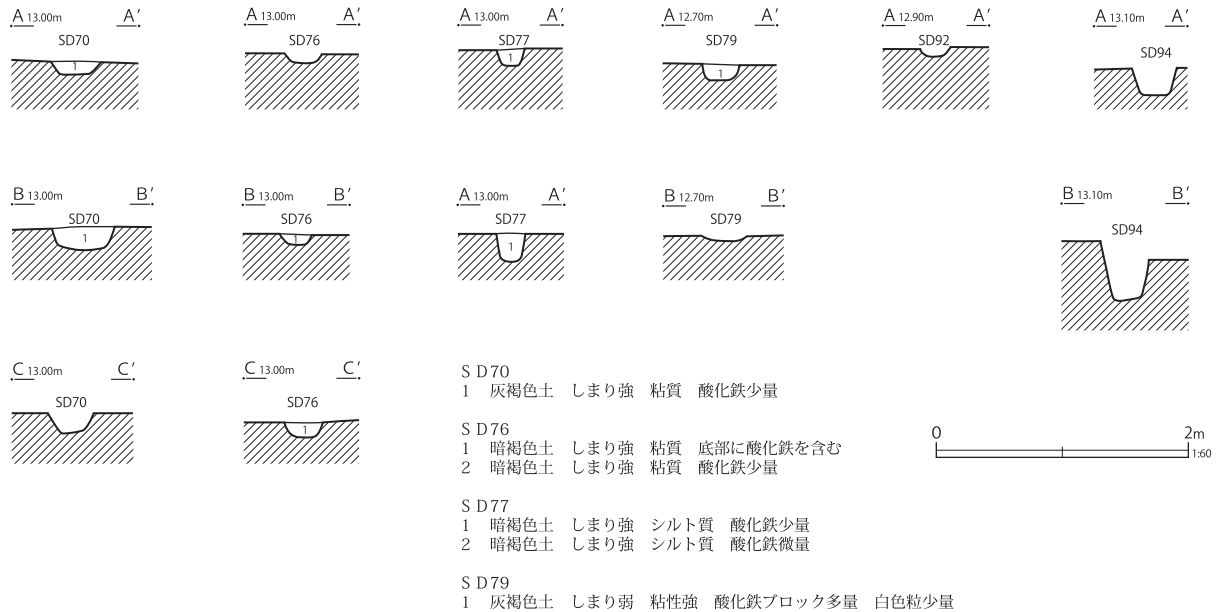 A 13.00m A′
SD70
1
A 13.00m A′
SD76
A 13.00m A′
SD77
1
A 12.70m A′
SD79
1
A 12.90m A′
SD92
A 13.10m A′
SD94
B 13.00m B′
SD70
1
B 13.00m B′
SD76
1
A 13.00m A′
SD77
1
B 12.70m B′
SD79
B 13.10m B′
SD94
C 13.00m C′
SD70
C 13.00m C′
SD76
1
SD70
1 灰褐色土 しまり強 粘質 酸化鉄少量
SD76
1 暗褐色土 しまり強 粘質 底部に酸化鉄を含む
2 暗褐色土 しまり強 粘質 酸化鉄少量
SD77
1 暗褐色土 しまり強 シルト質 酸化鉄少量
2 暗褐色土 しまり強 シルト質 酸化鉄微量
SD79
1 灰褐色土 しまり弱 粘性強 酸化鉄ブロック多量 白色粒少量
0 2m
1:60